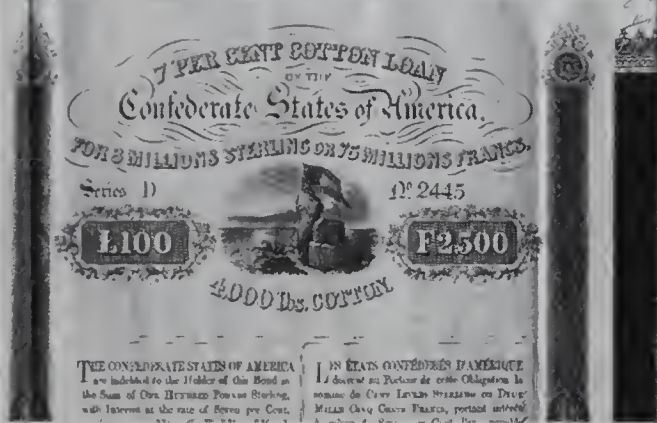 7 PER CENT COTTON LOAN
OF THE
Confederate States of America.
FOR 3 MILLIONS STERLING OR 75 MILLIONS FRANCS.
Series D
No 2445
£100
F2500
4,000 lbs. COTTON
THE CONFEDERATE STATES OF AMERICA
are indebted to the Holder of this Bond in
the Sum of ONE HUNDRED POUNDS Sterling,
with Interest at the rate of Seven per Cent.
LES ÉTATS CONFÉDÉRÉS D'AMÉRIQUE
doivent au Porteur de cette Obligation la
somme de CENT LIVRES STERLING ou DEUX
MILLE CINQ CENTS FRANCS, portant intérêt